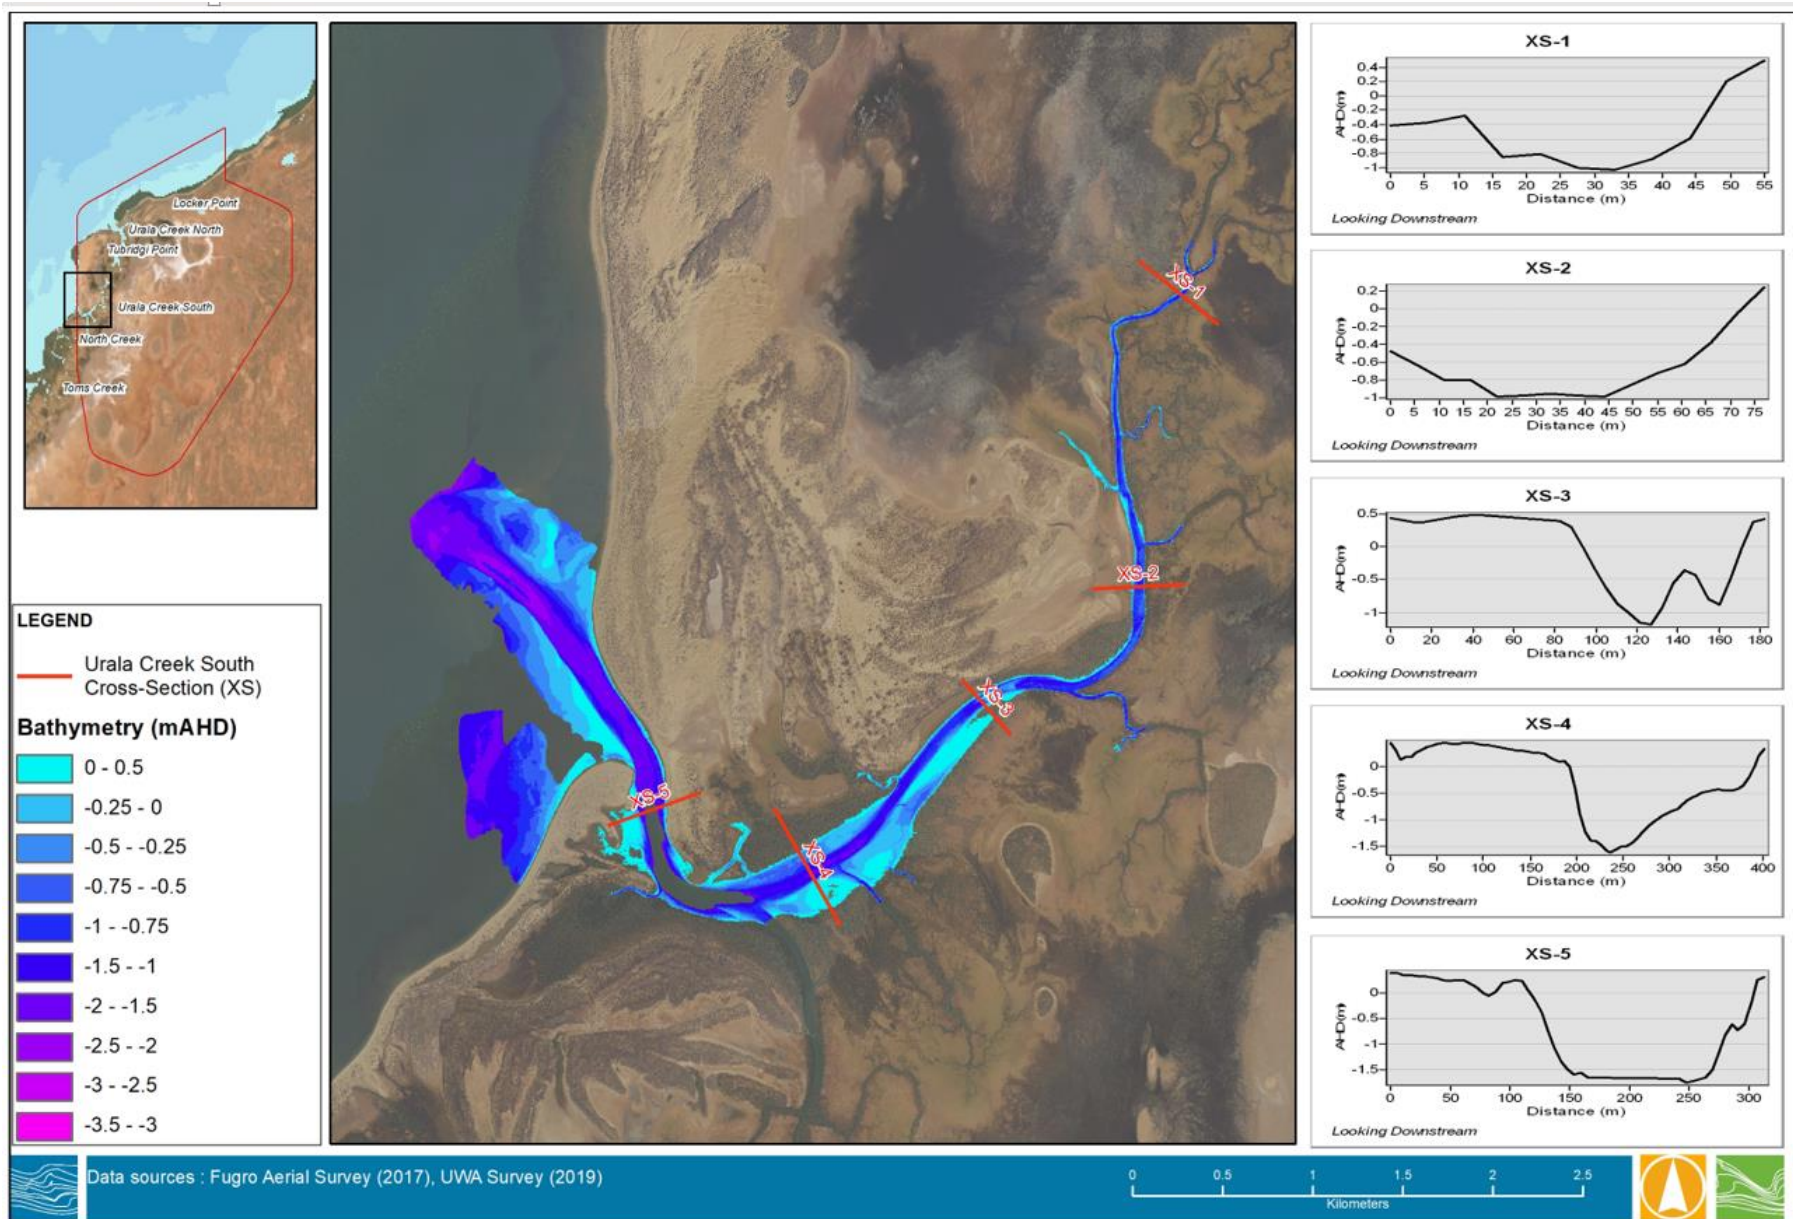 Locker Point
Urala Creek North
Tubridgi Point
Urala Creek South
North Creek
Toms Creek
LEGEND
Urala Creek South
Cross-Section (XS)
Bathymetry (mAHD)
0 - 0.5
-0.25 - 0
-0.5 - -0.25
-0.75 - -0.5
-1 - -0.75
-1.5 - -1
-2 - -1.5
-2.5 - -2
-3 - -2.5
-3.5 - -3
XS-1
XS-2
XS-3
XS-4
XS-5
XS-1
AHD(m)
0.4
0.2
0
-0.2
-0.4
-0.6
-0.8
-1
0 5 10 15 20 25 30 35 40 45 50 55
Distance (m)
Looking Downstream
XS-2
AHD(m)
0.2
0
-0.2
-0.4
-0.6
-0.8
-1
0 5 10 15 20 25 30 35 40 45 50 55 60 65 70 75
Distance (m)
Looking Downstream
XS-3
AHD(m)
0.5
0
-0.5
-1
0 20 40 60 80 100 120 140 160 180
Distance (m)
Looking Downstream
XS-4
AHD(m)
0
-0.5
-1
-1.5
0 50 100 150 200 250 300 350 400
Distance (m)
Looking Downstream
XS-5
AHD(m)
0
-0.5
-1
-1.5
0 50 100 150 200 250 300
Distance (m)
Looking Downstream
Data sources : Fugro Aerial Survey (2017), UWA Survey (2019)
0 0.5 1 1.5 2 2.5
Kilometers